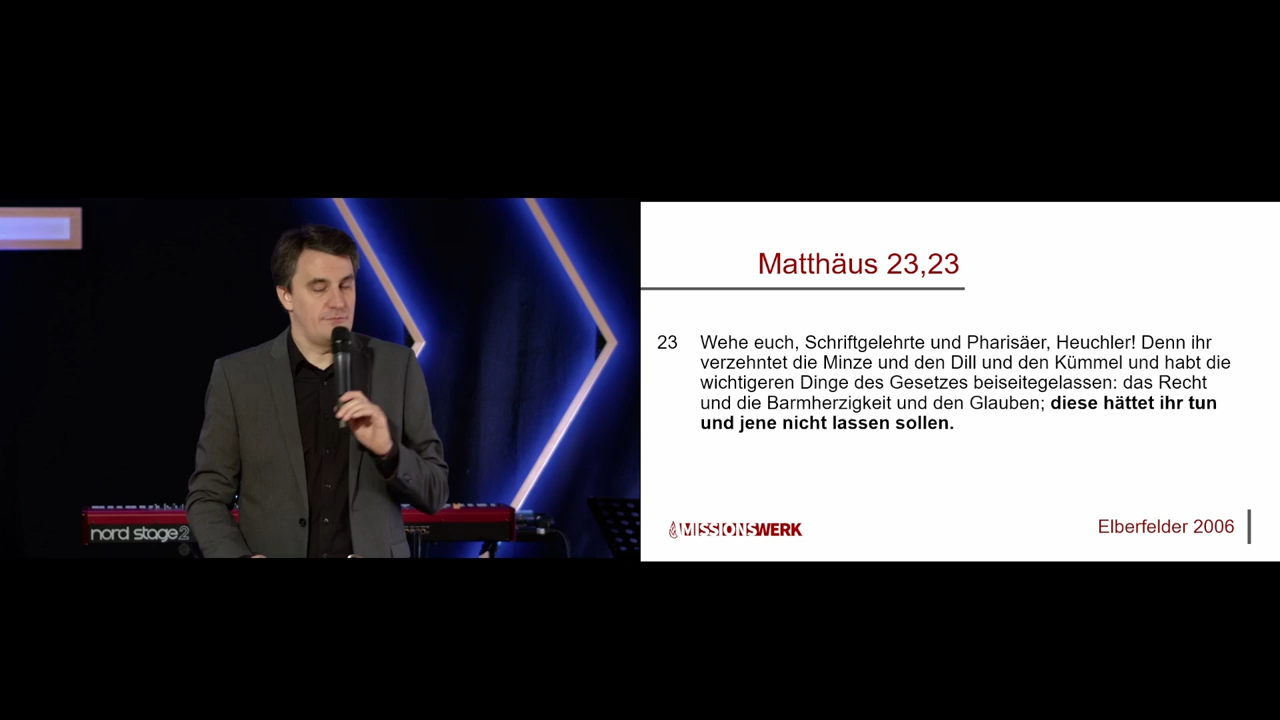 nord stage 2
Matthäus 23,23
23 Wehe euch, Schriftgelehrte und Pharisäer, Heuchler! Denn ihr
verzehntet die Minze und den Dill und den Kümmel und habt die
wichtigeren Dinge des Gesetzes beiseitegelassen: das Recht
und die Barmherzigkeit und den Glauben; diese hättet ihr tun
und jene nicht lassen sollen.
MISSIONSWERK
Elberfelder 2006